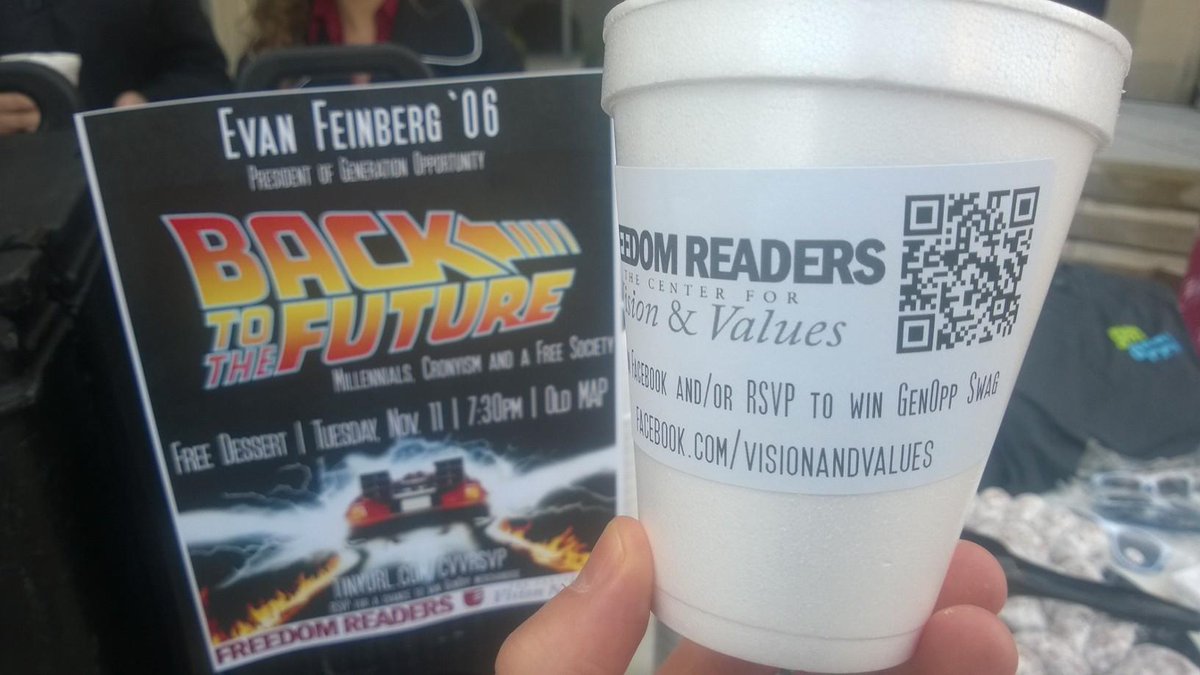 EVAN FEINBERG `06
PRESIDENT OF GENERATION OPPORTUNITY
BACK
TO THE
FUTURE
MILLENNIALS, CRONYISM AND A FREE SOCIETY
FREE DESSERT | TUESDAY, NOV. 11 | 7:30PM | OLD MAP
TINYURL.COM/CVVRSVP
FREEDOM READERS
EEDOM READERS
THE CENTER FOR
ision & Values
FACEBOOK AND/OR RSVP TO WIN GENOPP SWAG
FACEBOOK.COM/VISIONANDVALUES